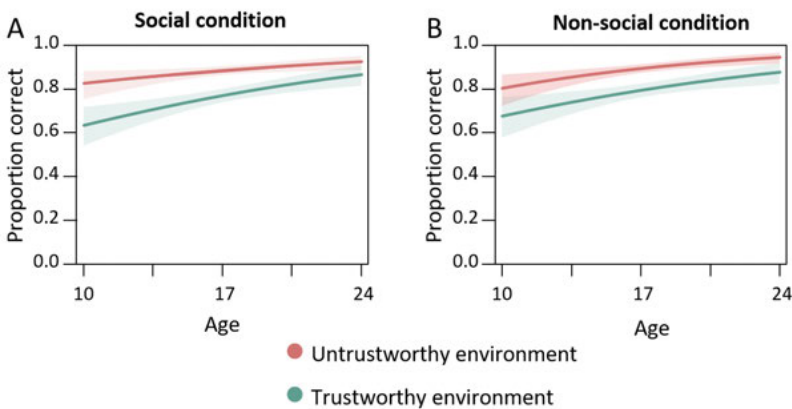 A
Social condition
Proportion correct
1.0
0.8
0.6
0.4
0.2
0.0
10
17
24
Age
B
Non-social condition
Proportion correct
1.0
0.8
0.6
0.4
0.2
0.0
10
17
24
Age
Untrustworthy environment
Trustworthy environment